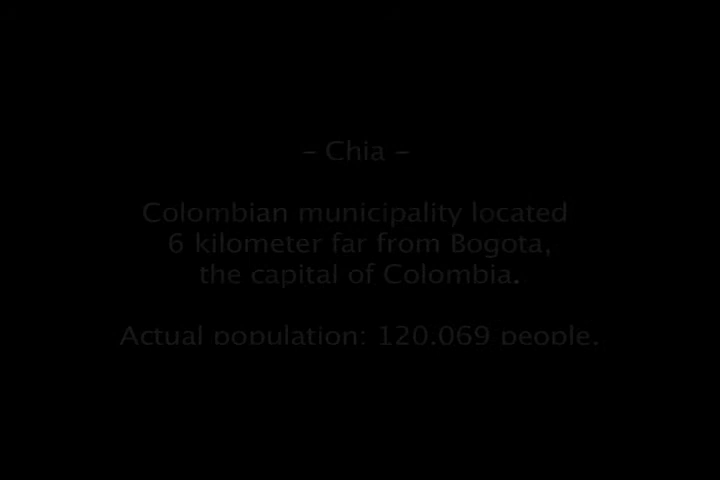 – Chia –
Colombian municipality located
6 kilometer far from Bogota,
the capital of Colombia.
Actual population: 120.069 people.